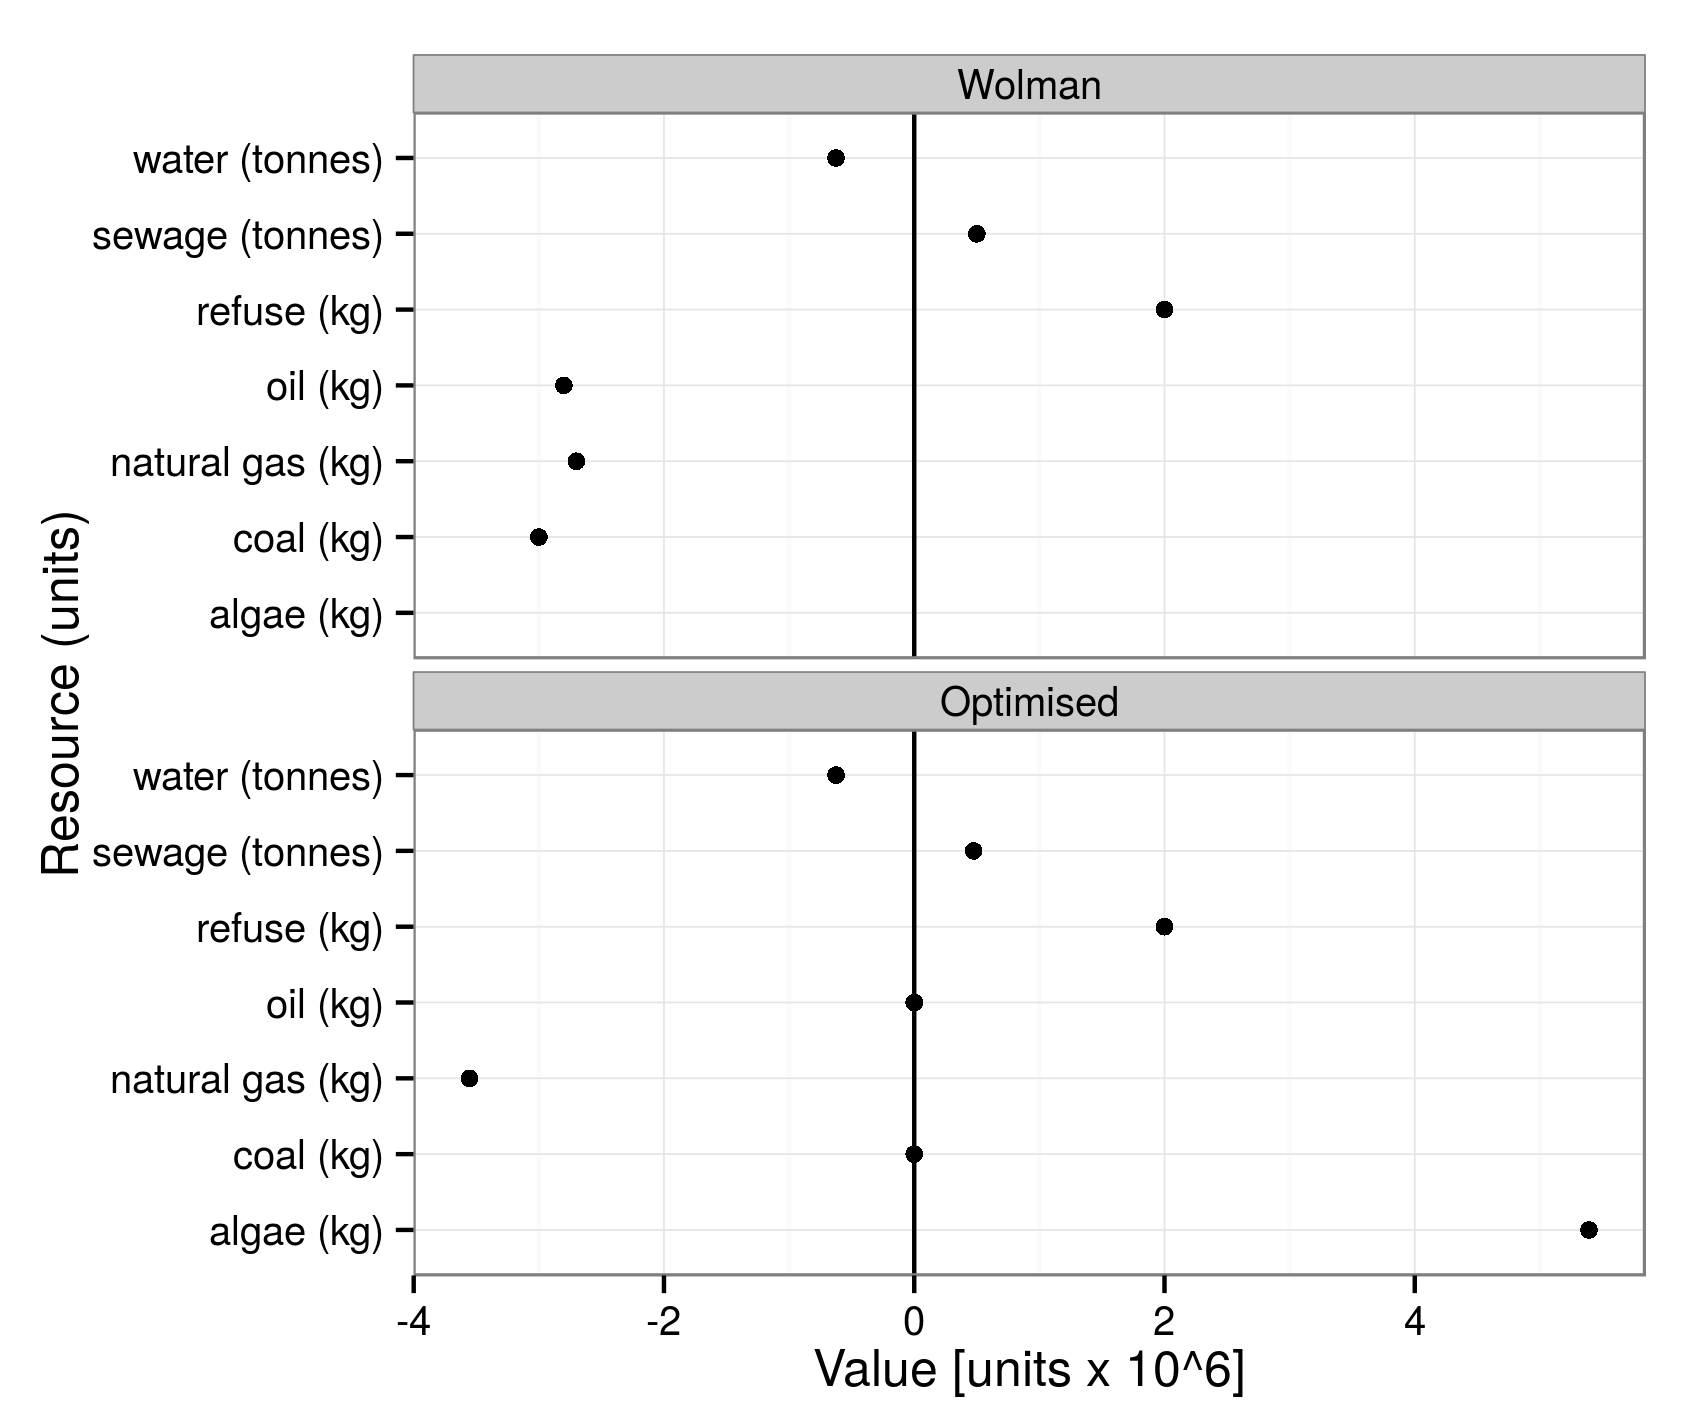 Wolman
water (tonnes)
sewage (tonnes)
refuse (kg)
oil (kg)
natural gas (kg)
coal (kg)
algae (kg)
Resource (units)
Optimised
water (tonnes)
sewage (tonnes)
refuse (kg)
oil (kg)
natural gas (kg)
coal (kg)
algae (kg)
-4 -2 0 2 4
Value [units x 10^6]